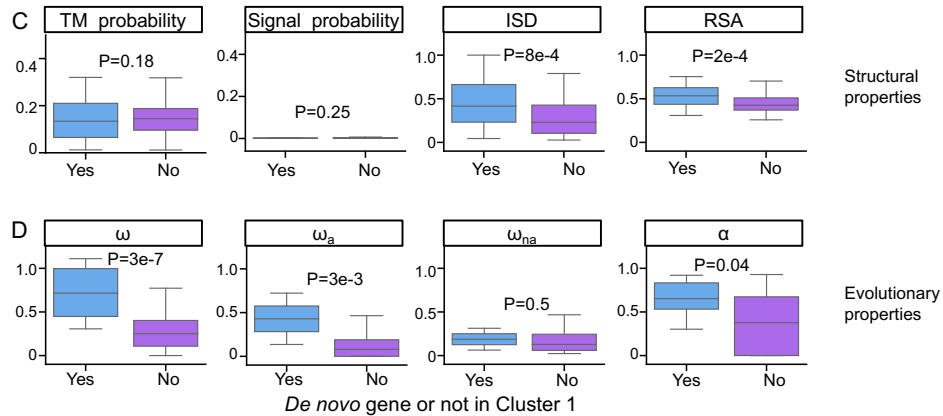 C
TM probability
Signal probability
ISD
RSA
0.4
0.2
0
P=0.18
Yes
No
0.4
0.2
0
P=0.25
Yes
No
1.0
0.5
0
P=8e-4
Yes
No
1.0
0.5
0
P=2e-4
Yes
No
Structural
properties
D
ω
ωa
ωna
α
1.0
0.5
0
P=3e-7
Yes
No
1.0
0.5
0
P=3e-3
Yes
No
1.0
0.5
0
P=0.5
Yes
No
1.0
0.5
0
P=0.04
Yes
No
Evolutionary
properties
De novo gene or not in Cluster 1